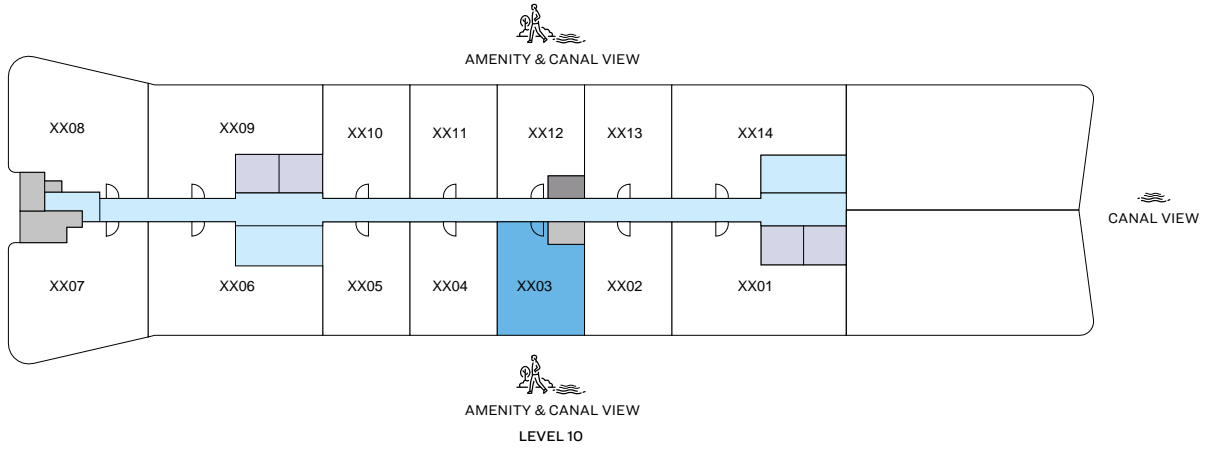 AMENITY & CANAL VIEW
XX08
XX09
XX10
XX11
XX12
XX13
XX14
CANAL VIEW
XX07
XX06
XX05
XX04
XX03
XX02
XX01
AMENITY & CANAL VIEW
LEVEL 10